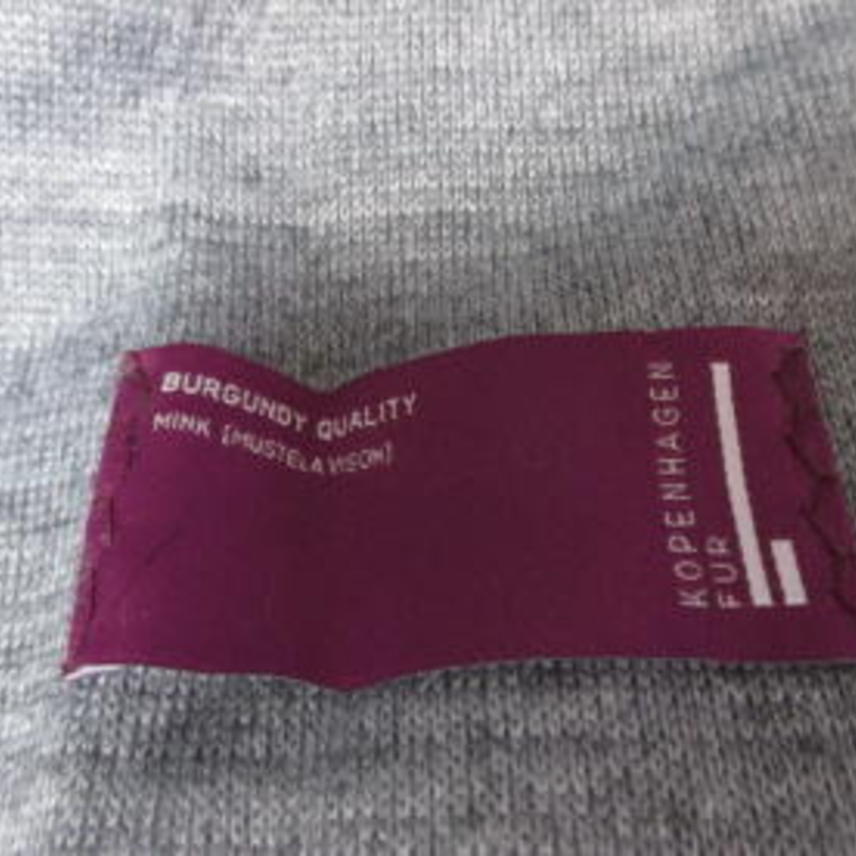 BURGUNDY QUALITY
MINK [MUSTELA VISON]
KOPENHAGEN
FUR